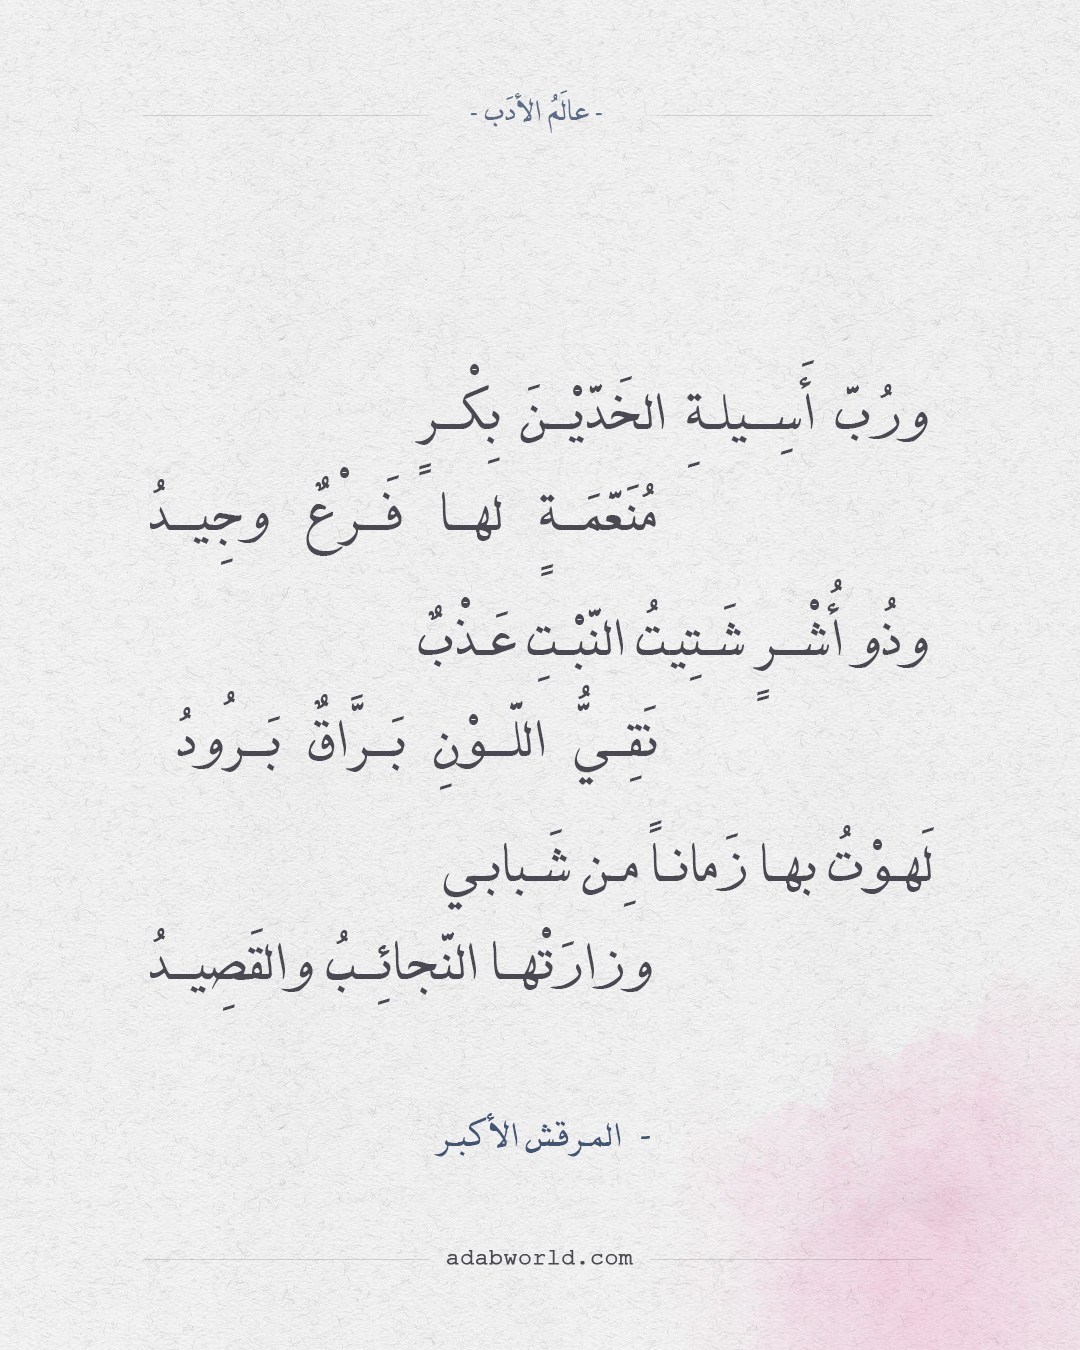 - عالَمُ الأدَب -
ورُبّ أَسِيلةِ الخَدّيْنَ بِكْرٍ
مُنَعّمَةٍ لها فَرْعٌ وجِيدُ
وذُو أُشْرٍ شَتِيتُ النّبْتِ عَذْبٌ
نَقِيُّ اللّوْنِ بَرَّاقٌ بَرُودُ
لَهوْتُ بها زَماناً مِن شَبابي
وزارَتْها النّجائِبُ والقَصِيدُ
- المرقش الأكبر
adabworld.com